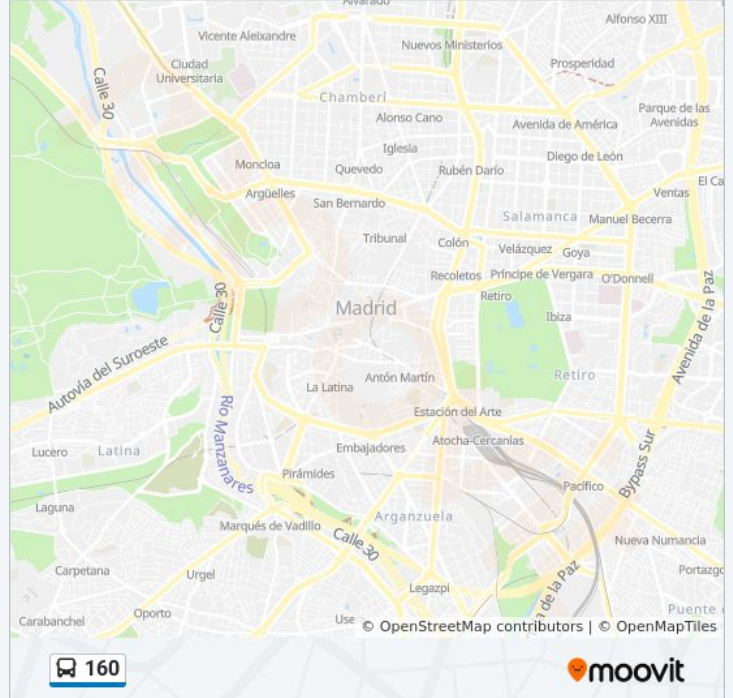 Alvarado
Alfonso XIII
Vicente Aleixandre
Nuevos Ministerios
Ciudad
Universitaria
Prosperidad
Calle 30
Chamberí
Parque de las
Avenidas
Alonso Cano
Avenida de América
Iglesia
Diego de León
Moncloa
Quevedo
Rubén Darío
El Ca
Argüelles
Ventas
San Bernardo
Salamanca
Manuel Becerra
Tribunal
Colón
Velázquez
Goya
Recoletos
Príncipe de Vergara
O'Donnell
Calle 30
Retiro
Madrid
Ibiza
Avenida de la Paz
Autovía del Suroeste
Retiro
La Latina
Antón Martín
Río Manzanares
Estación del Arte
Atocha-Cercanías
Lucero
Latina
Embajadores
Bypass Sur
Pirámides
Pacífico
Laguna
Arganzuela
Marqués de Vadillo
Calle 30
Nueva Numancia
Carpetana
Urgel
Portazgo
Legazpi
a de la Paz
Oporto
Puente
Carabanchel
Use
© OpenStreetMap contributors | © OpenMapTiles
160
moovit